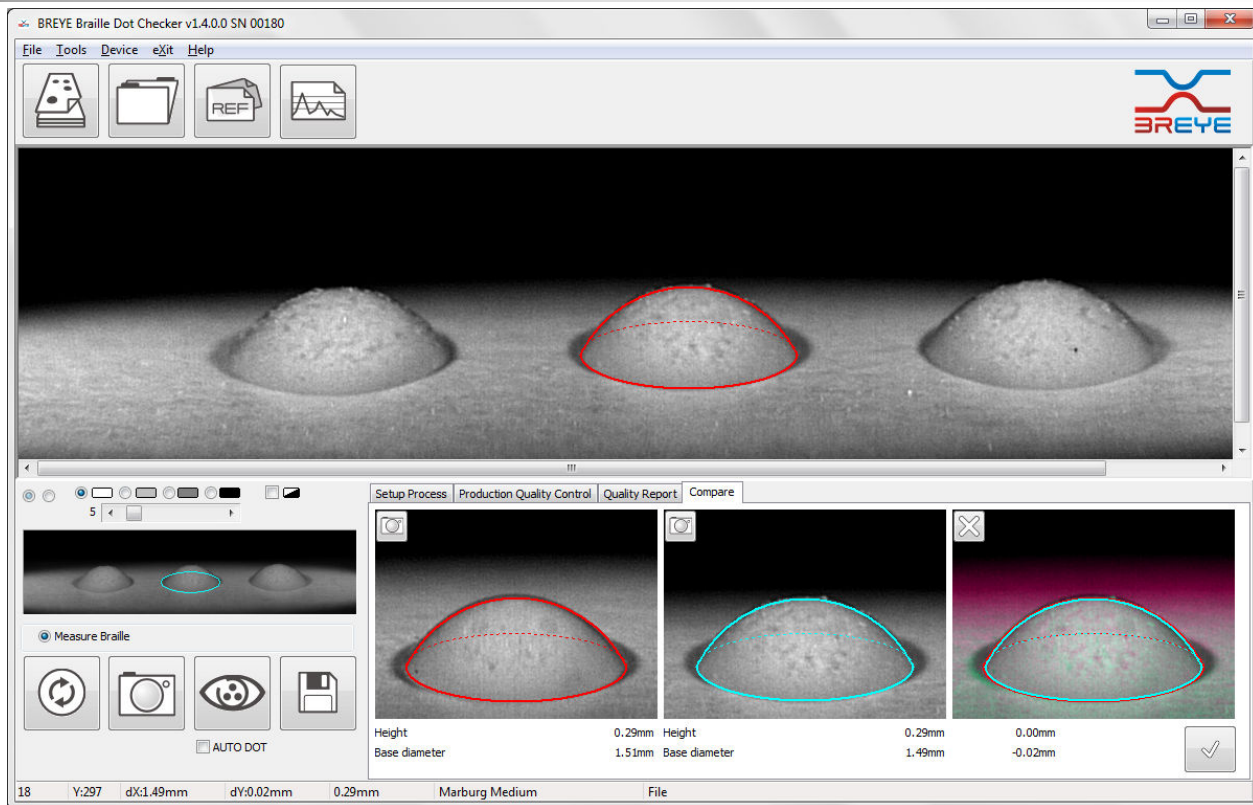 BREYE Braille Dot Checker v1.4.0.0 SN 00180
File Tools Device eXit Help
REF
BREYE
5
Setup Process Production Quality Control Quality Report Compare
Measure Braille
AUTO DOT
Height 0.29mm Height 0.29mm 0.00mm
Base diameter 1.51mm Base diameter 1.49mm -0.02mm
18 Y:297 dX:1.49mm dY:0.02mm 0.29mm Marburg Medium File